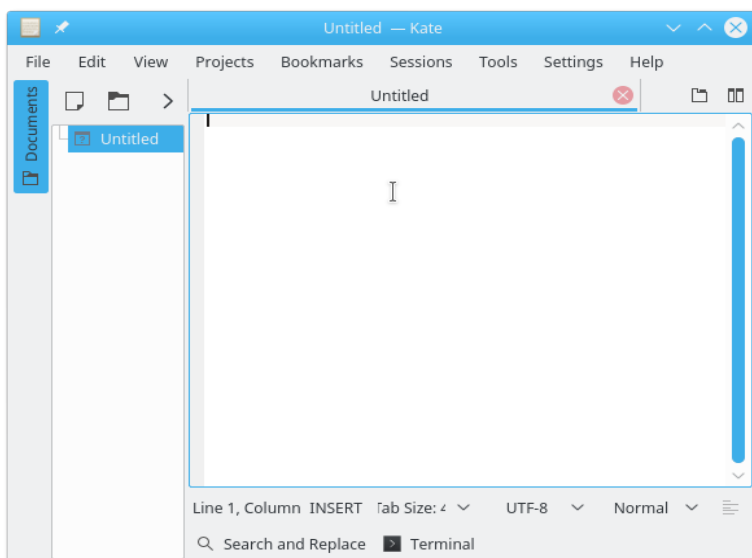 Untitled — Kate
File Edit View Projects Bookmarks Sessions Tools Settings Help
Documents
Untitled
Untitled
Line 1, Column INSERT Tab Size: 4 UTF-8 Normal
Search and Replace Terminal